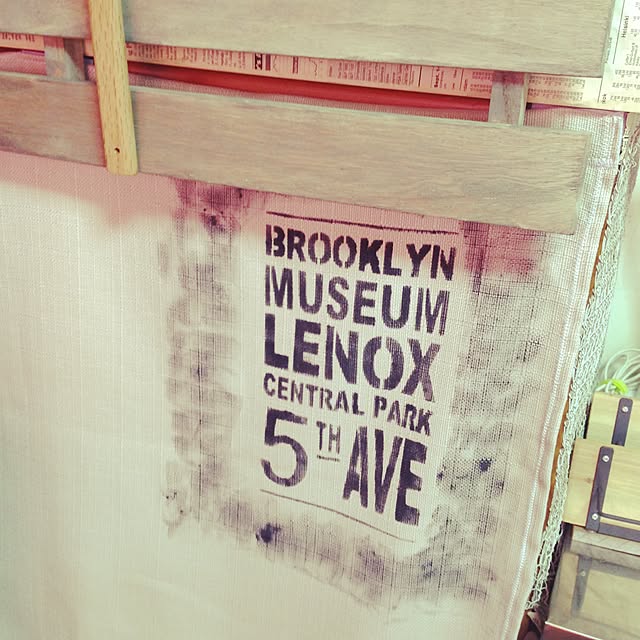 BROOKLYN
MUSEUM
LENOX
CENTRAL PARK
5TH AVE